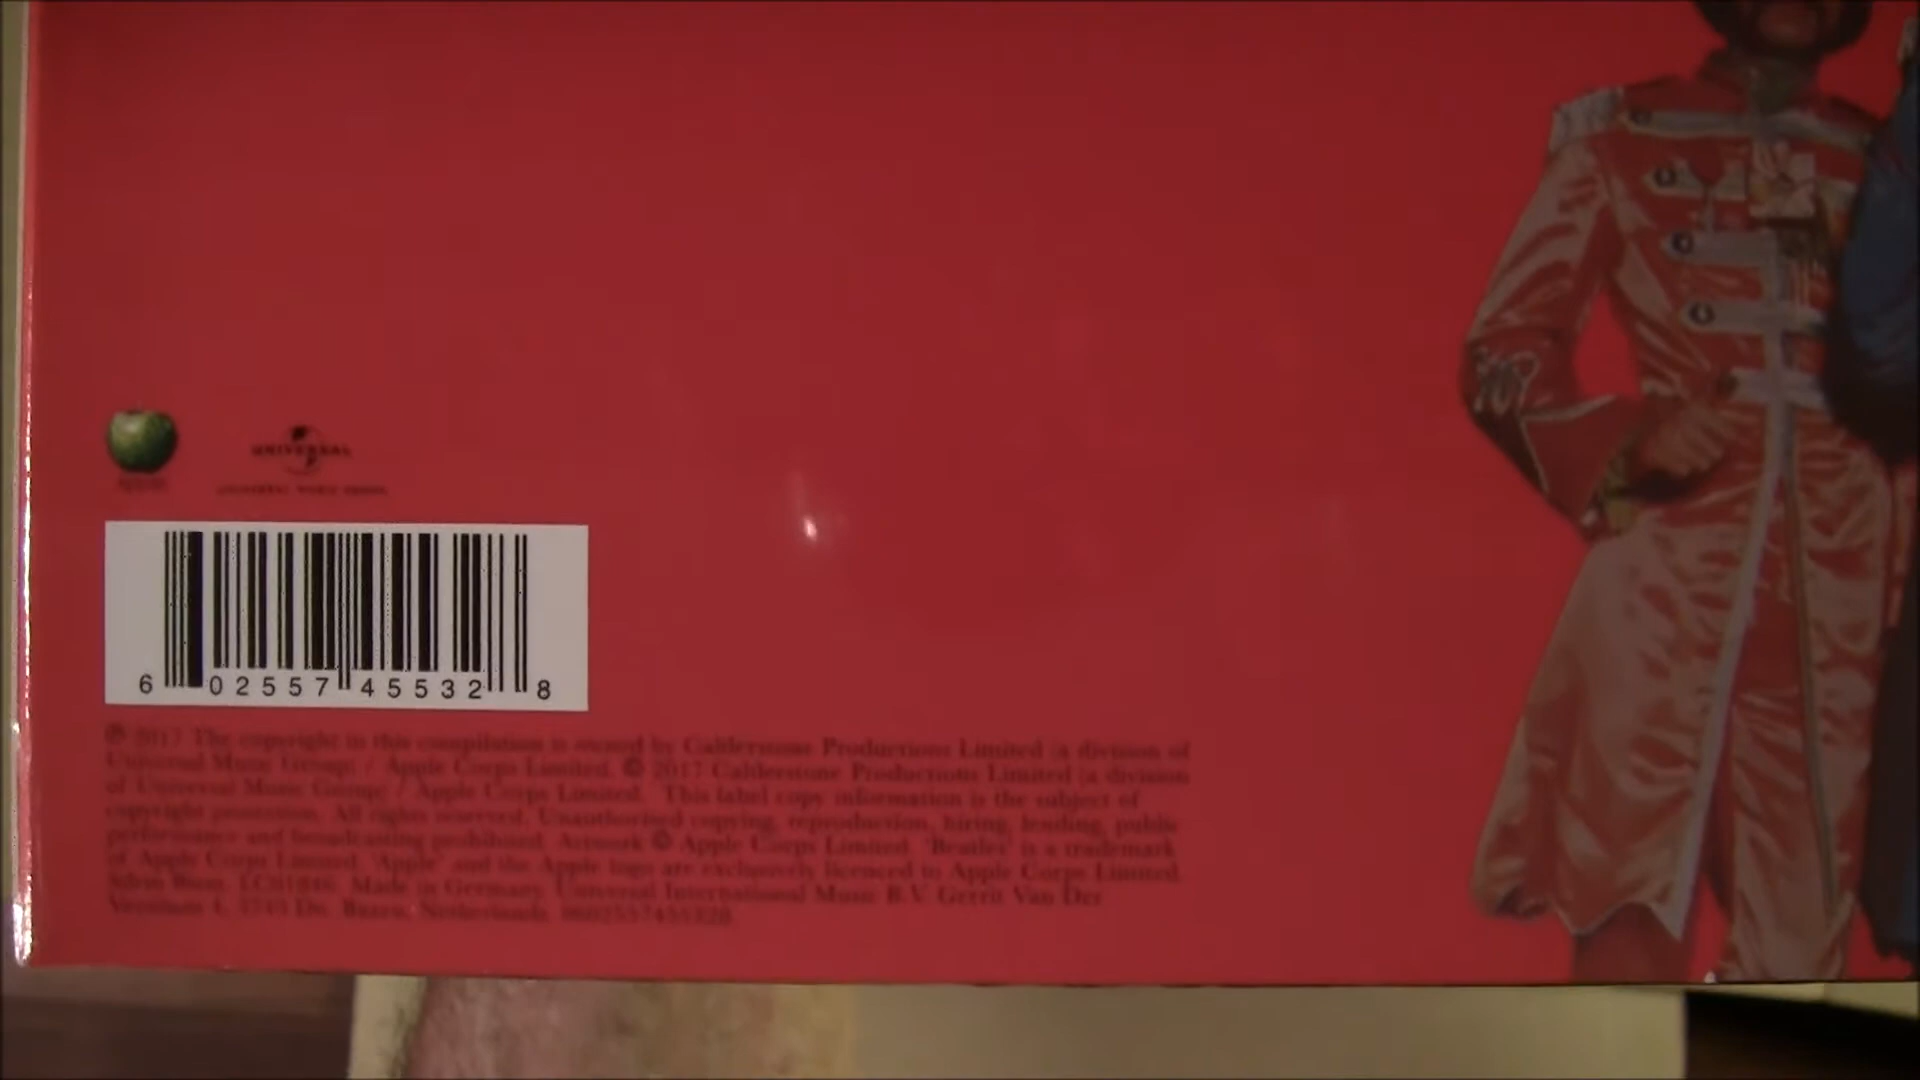 UNIVERSAL
UNIVERSAL MUSIC GROUP
6 02557 45532 8
℗ 2017 The copyright in this compilation is owned by Calderstone Productions Limited (a division of
Universal Music Group) / Apple Corps Limited. © 2017 Calderstone Productions Limited (a division
of Universal Music Group) / Apple Corps Limited. This label copy information is the subject of
copyright protection. All rights reserved. Unauthorised copying, reproduction, hiring, lending, public
performance and broadcasting prohibited. Artwork © Apple Corps Limited. 'Beatles' is a trademark
of Apple Corps Limited. 'Apple' and the Apple logo are exclusively licenced to Apple Corps Limited.
Made in Germany. Universal International Music B.V. Gerrit Van Der
Netherlands. 0602557455328